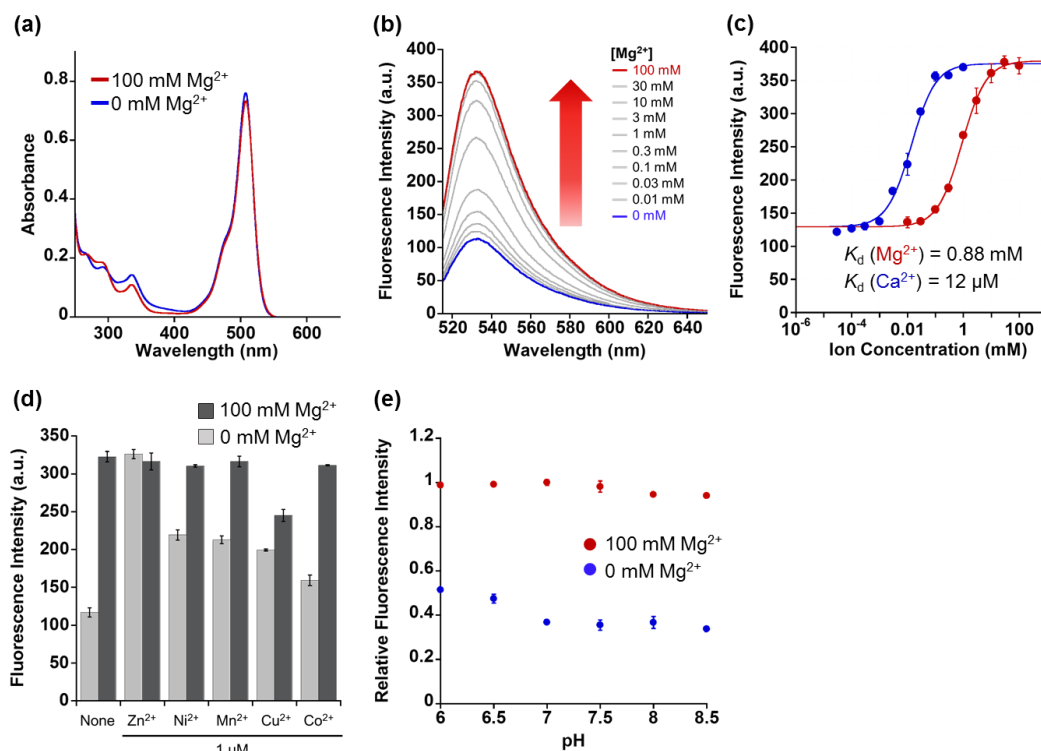 (a)
100 mM Mg²⁺
0 mM Mg²⁺
0.8
0.6
0.4
0.2
0
Absorbance
300
400
500
600
Wavelength (nm)
(b)
400
350
300
250
200
150
100
50
0
Fluorescence Intensity (a.u.)
[Mg²⁺]
100 mM
30 mM
10 mM
3 mM
1 mM
0.3 mM
0.1 mM
0.03 mM
0.01 mM
0 mM
515
540
560
580
600
620
640
Wavelength (nm)
(c)
400
350
300
250
200
150
100
50
0
Fluorescence Intensity (a.u.)
Kd (Mg²⁺) = 0.88 mM
Kd (Ca²⁺) = 12 μM
10⁻⁶
10⁻⁴
0.01
1
100
Ion Concentration (mM)
(d)
100 mM Mg²⁺
0 mM Mg²⁺
350
300
250
200
150
100
50
0
Fluorescence Intensity (a.u.)
None
Zn²⁺
Ni²⁺
Mn²⁺
Cu²⁺
Co²⁺
1 μM
(e)
1.2
1
0.8
0.6
0.4
0.2
0
Relative Fluorescence Intensity
100 mM Mg²⁺
0 mM Mg²⁺
6
6.5
7
7.5
8
8.5
pH